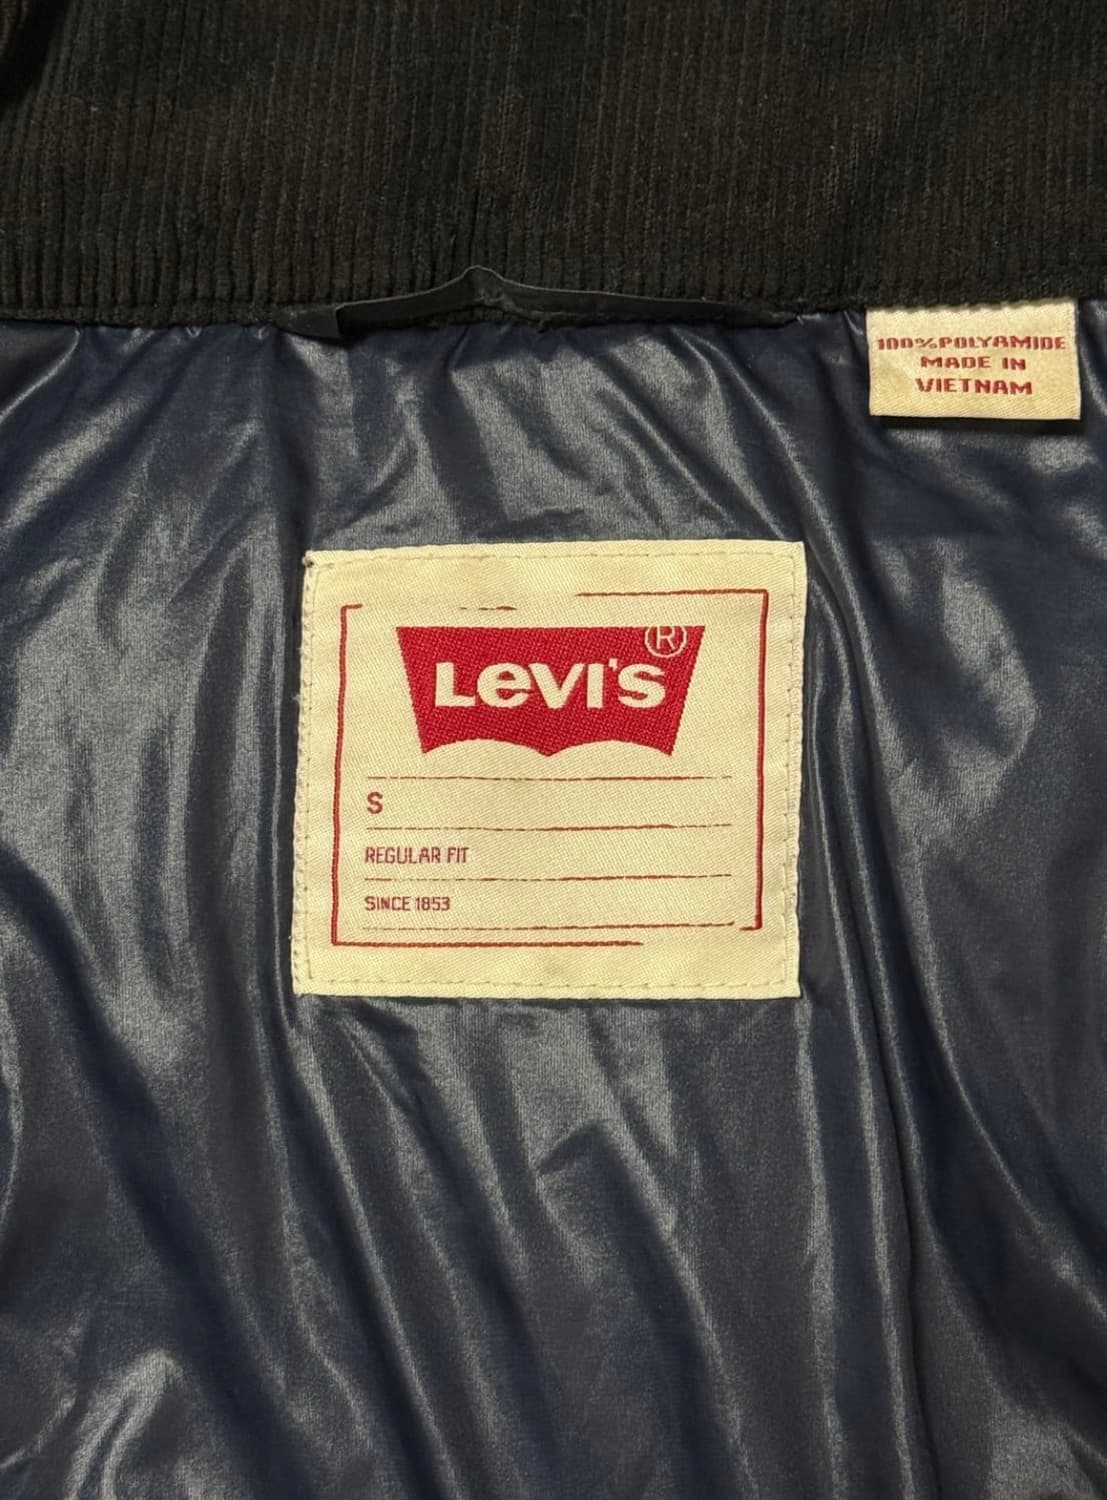 100% POLYAMIDE
MADE IN
VIETNAM
LEVI'S ®
S
REGULAR FIT
SINCE 1853